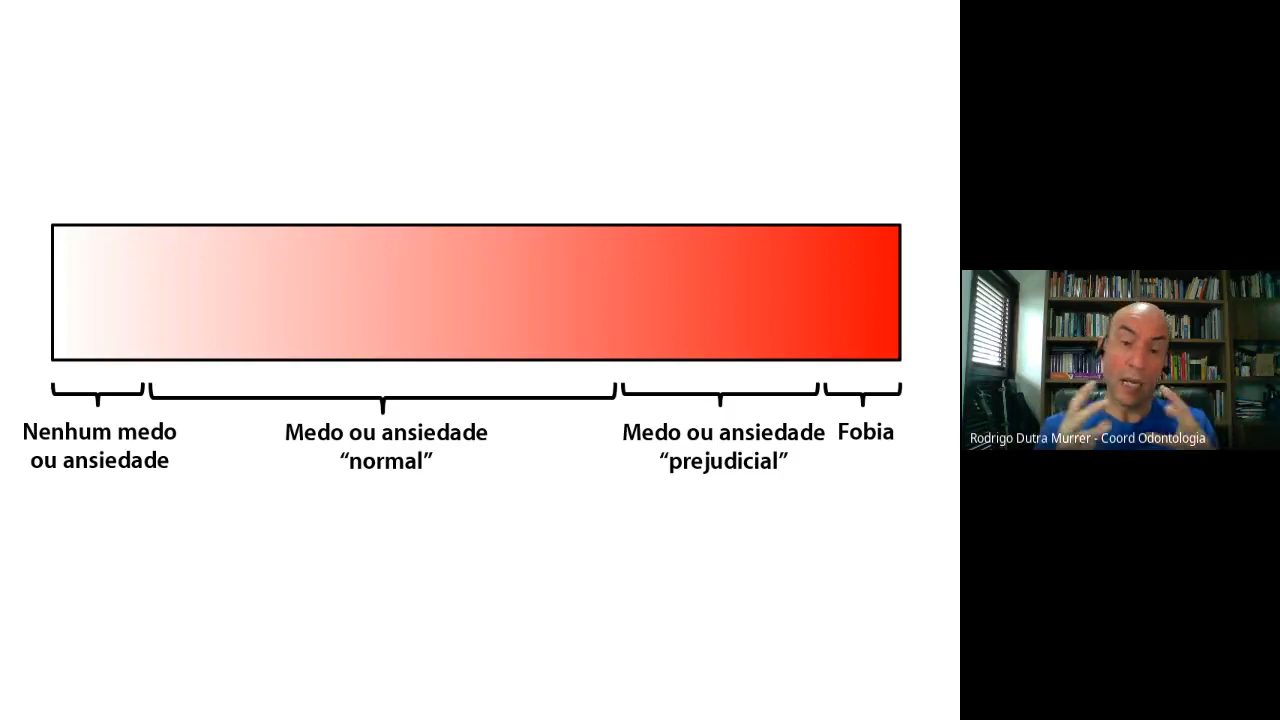 Nenhum medo
ou ansiedade
Medo ou ansiedade
“normal”
Medo ou ansiedade
“prejudicial”
Fobia
Rodrigo Dutra Murrer - Coord Odontologia